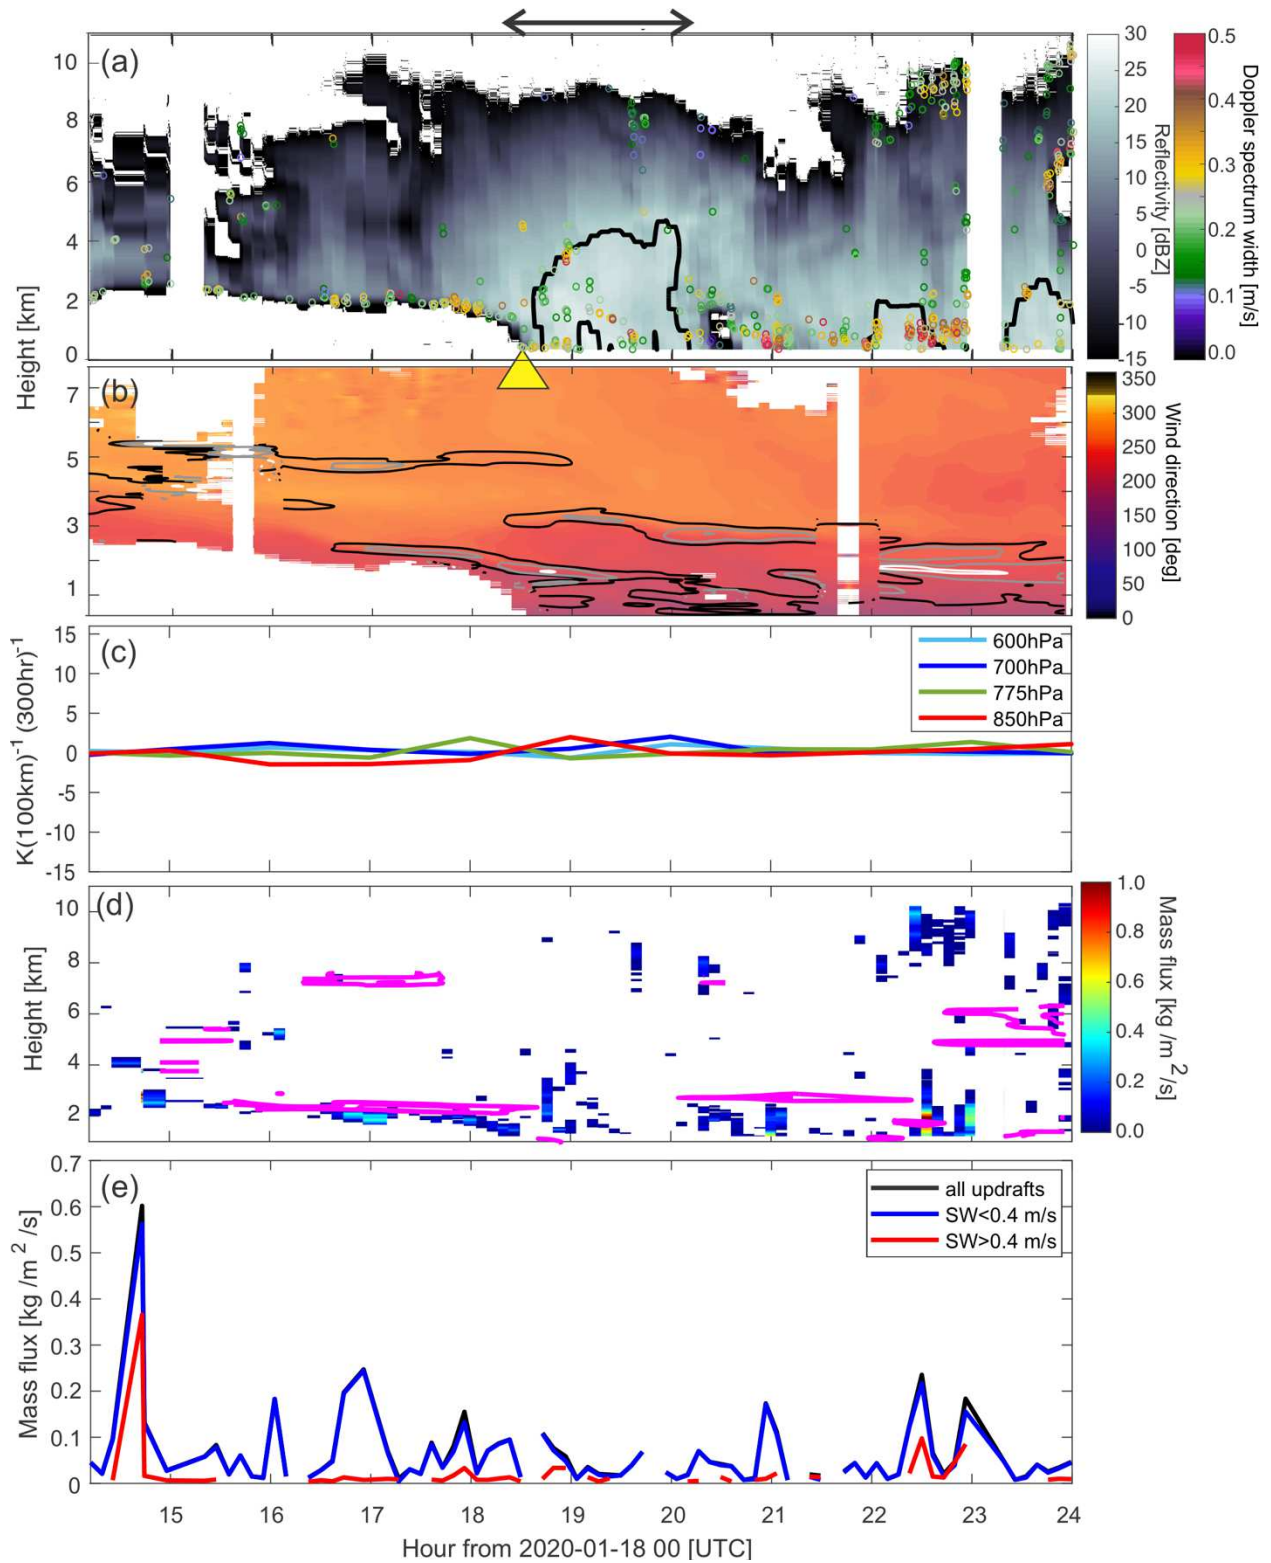 (a)
10
8
6
4
2
0
Height [km]
30
25
20
15
10
5
0
-5
-10
-15
Reflectivity [dBZ]
0.5
0.4
0.3
0.2
0.1
0.0
Doppler spectrum width [m/s]
(b)
7
5
3
1
350
300
250
200
150
100
50
0
Wind direction [deg]
(c)
15
10
5
0
-5
-10
-15
K(100km)⁻¹ (300hr)⁻¹
600hPa
700hPa
775hPa
850hPa
(d)
10
8
6
4
2
Height [km]
1.0
0.8
0.6
0.4
0.2
0.0
Mass flux [kg /m ²/s]
(e)
0.7
0.6
0.5
0.4
0.3
0.2
0.1
0
Mass flux [kg /m ² /s]
all updrafts
SW<0.4 m/s
SW>0.4 m/s
15 16 17 18 19 20 21 22 23 24
Hour from 2020-01-18 00 [UTC]